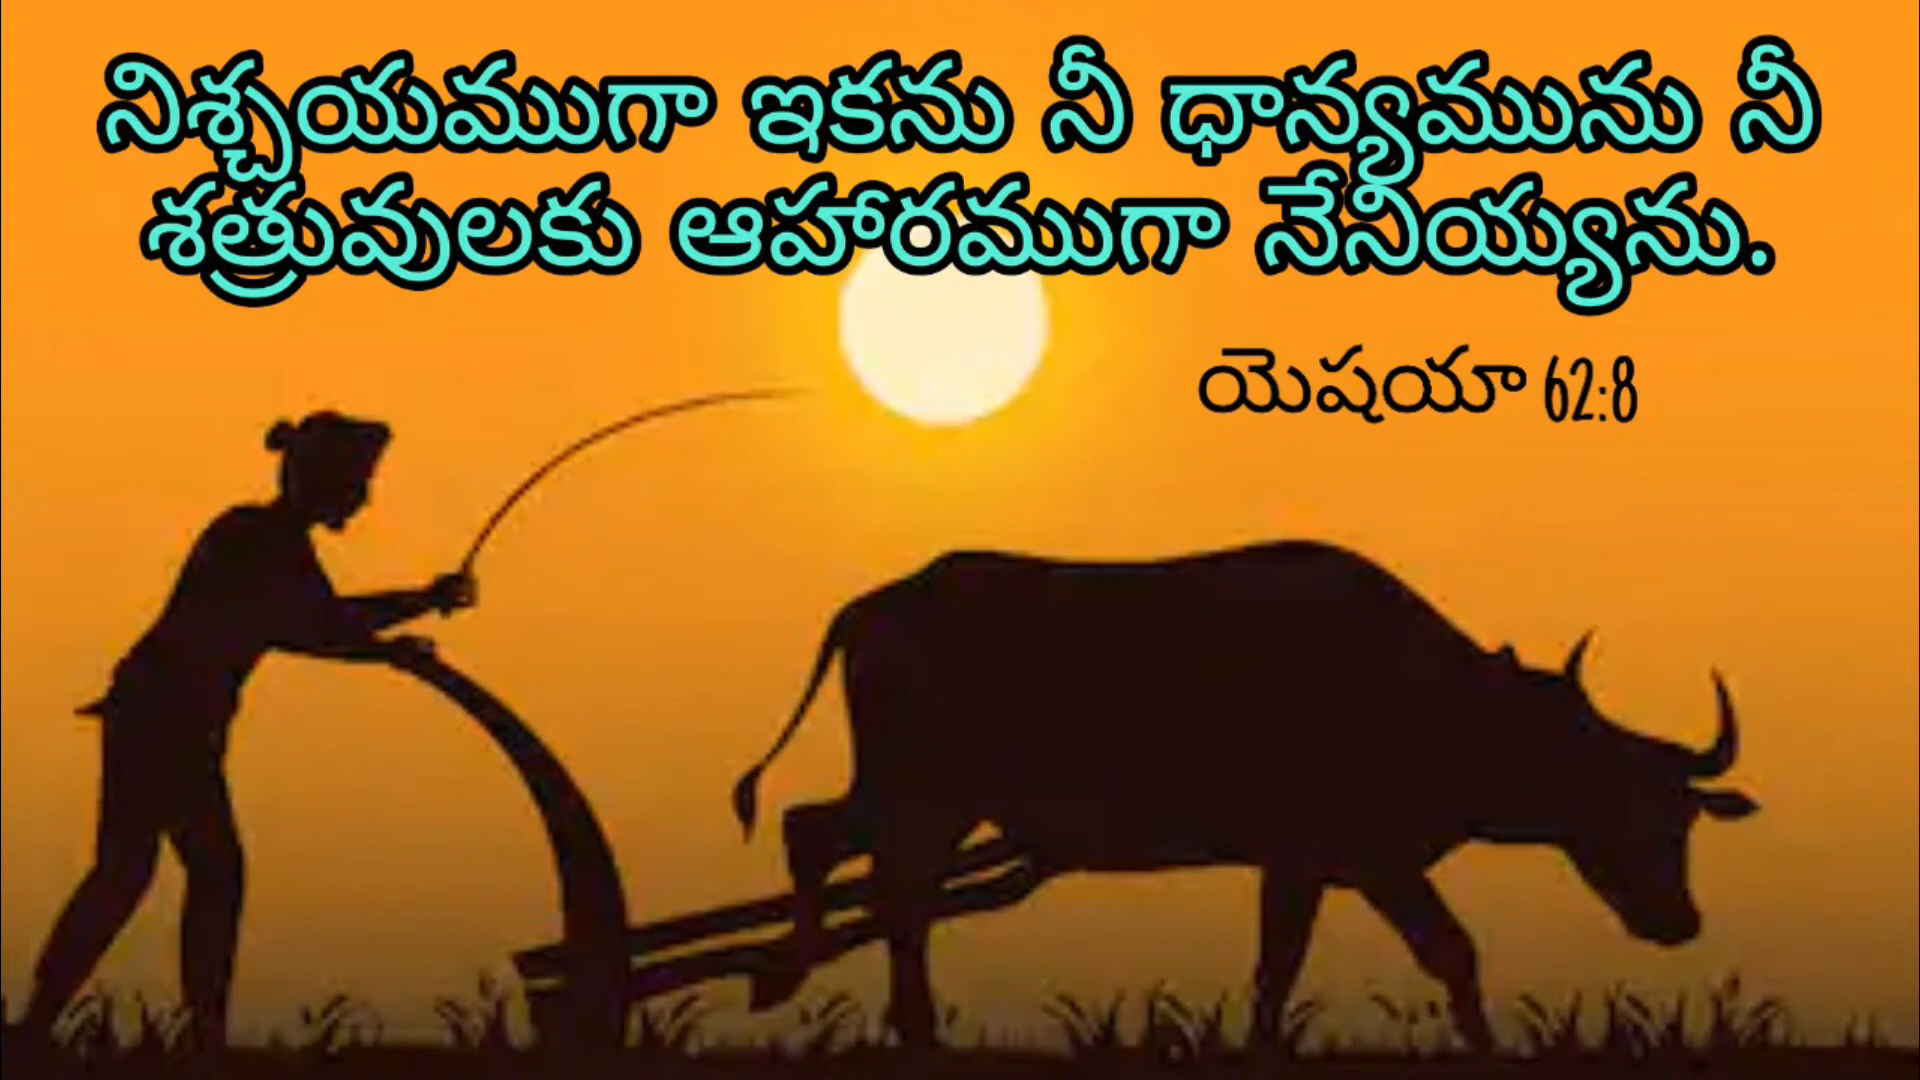 నిశ్చయముగా ఇకను నీ ధాన్యమును నీ
శత్రువులకు ఆహారముగా నేనియ్యను.
యెషయా 62:8